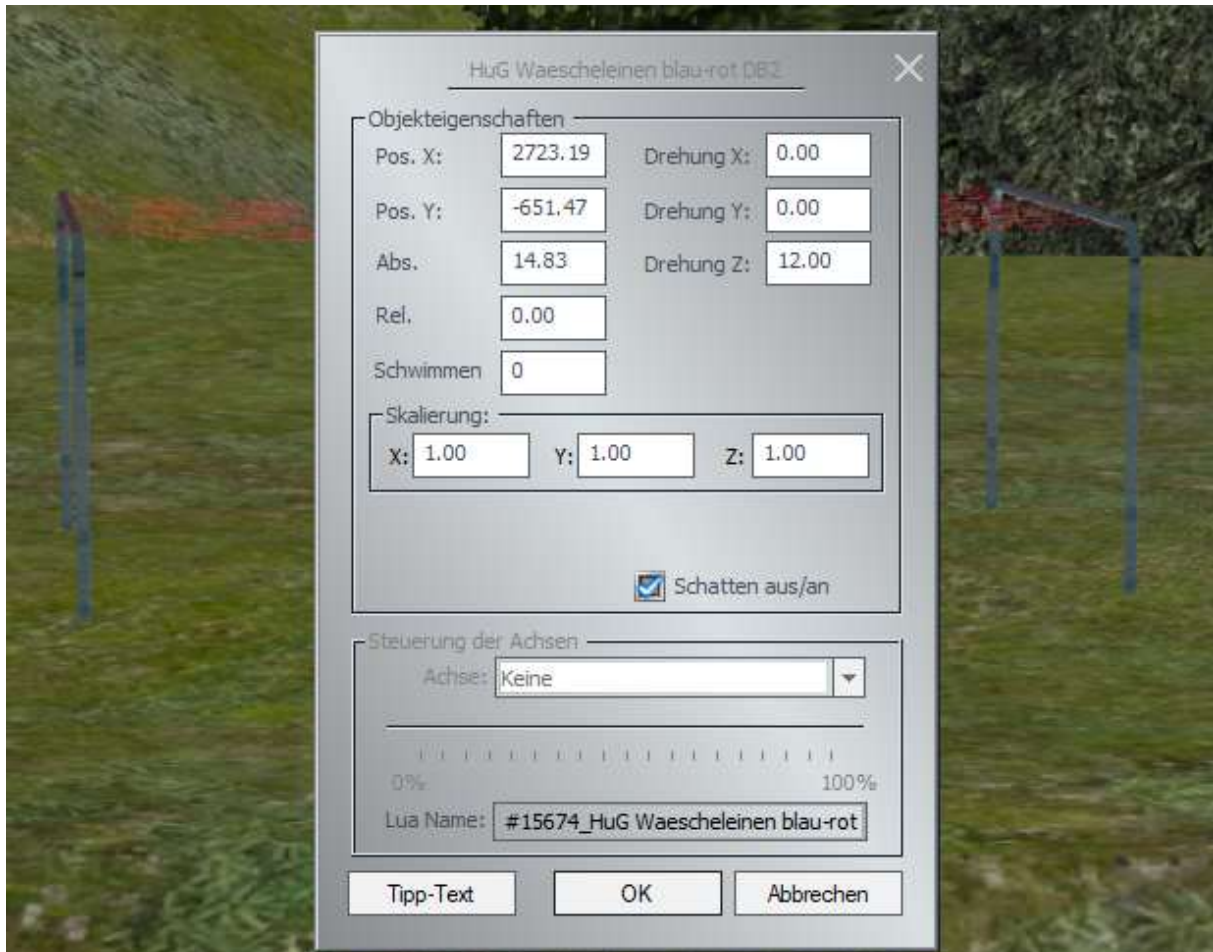 HuG Waescheleinen blau-rot DB2
Objekteigenschaften
Pos. X: 2723.19 Drehung X: 0.00
Pos. Y: -651.47 Drehung Y: 0.00
Abs. 14.83 Drehung Z: 12.00
Rel. 0.00
Schwimmen 0
Skalierung:
X: 1.00 Y: 1.00 Z: 1.00
Schatten aus/an
Steuerung der Achsen
Achse: Keine
0% 100%
Lua Name: #15674_HuG Waescheleinen blau-rot
Tipp-Text OK Abbrechen